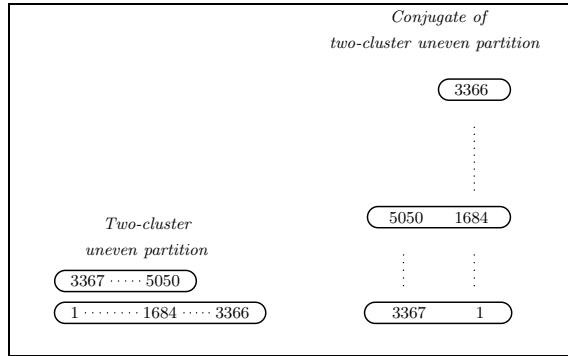 Conjugate of
two-cluster uneven partition
3366
5050 1684
Two-cluster
uneven partition
3367 ····· 5050
1 ········ 1684 ····· 3366
3367 1